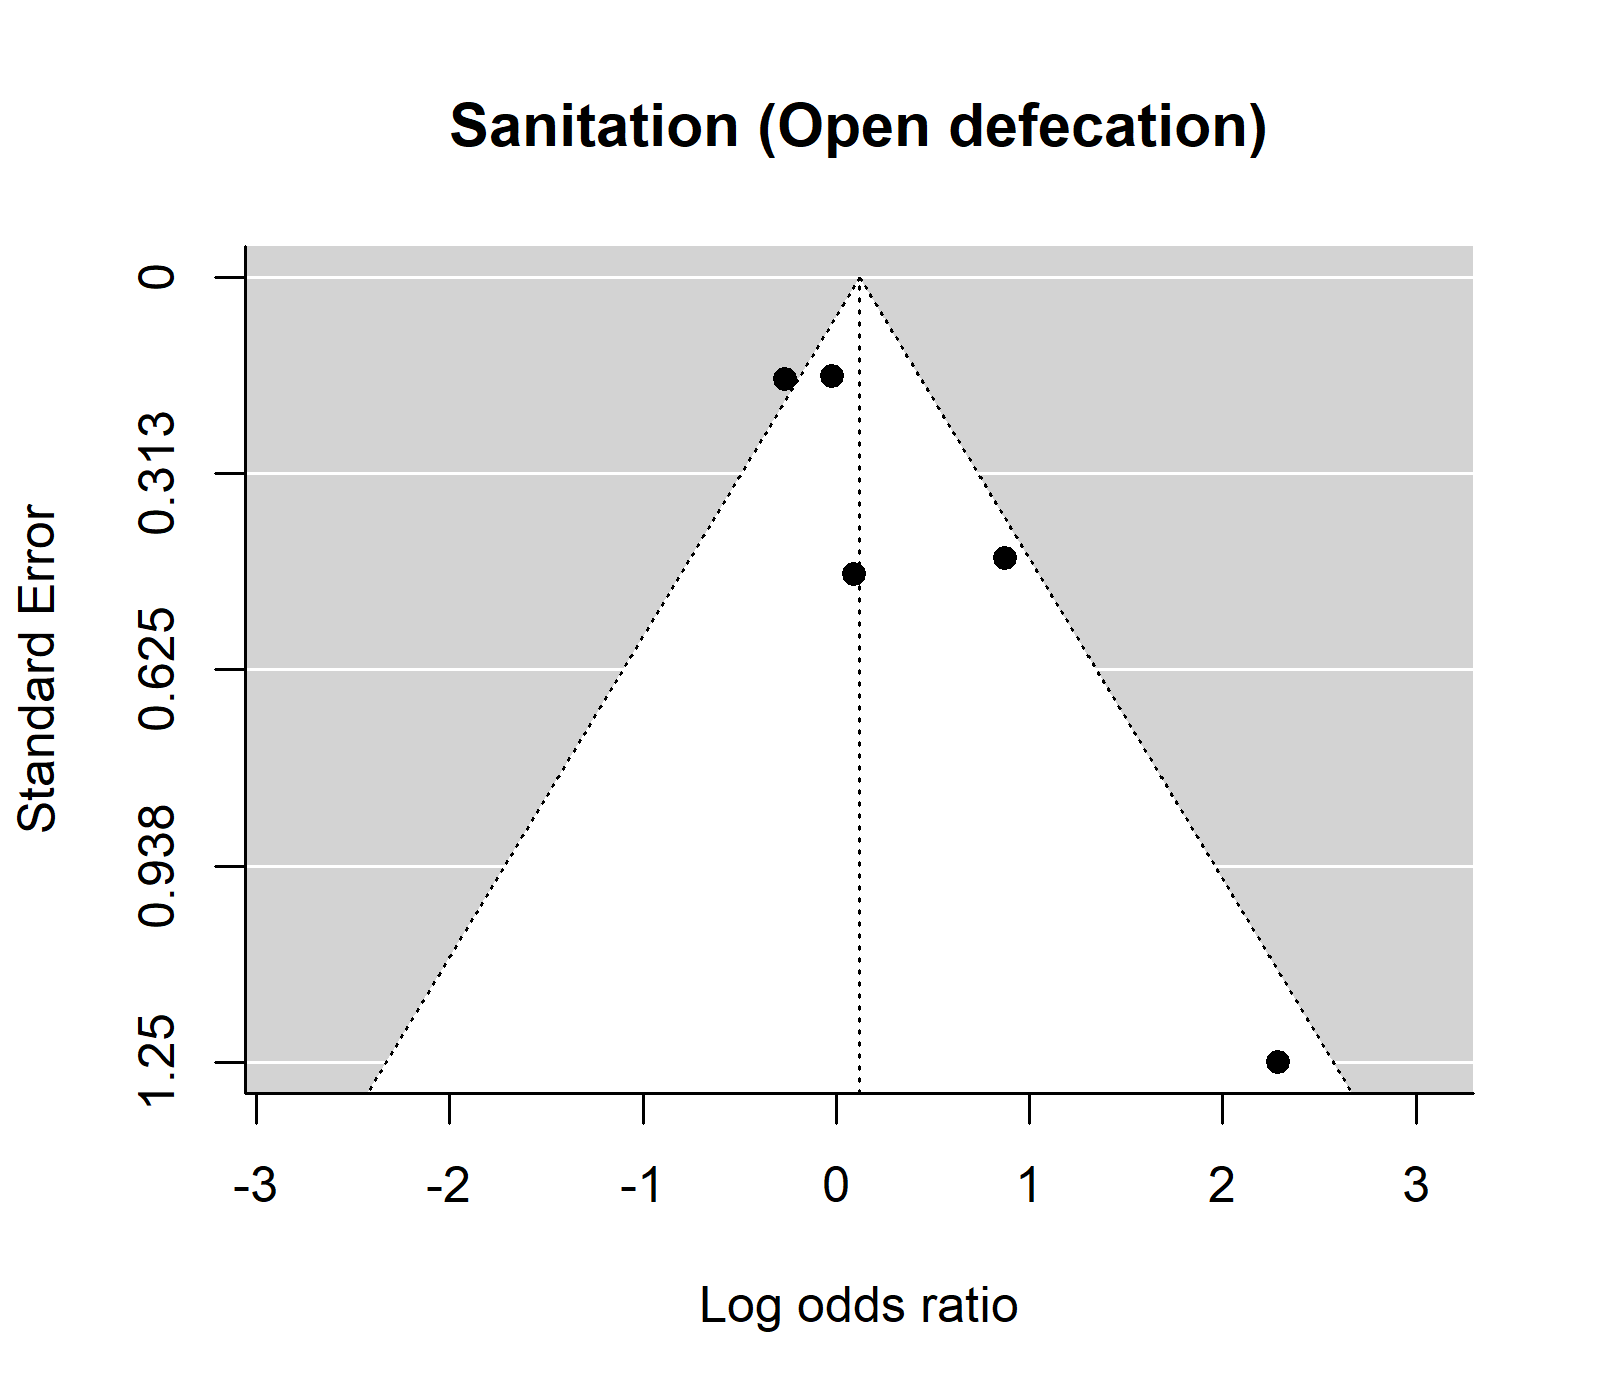 Sanitation (Open defecation)
Standard Error
0
0.313
0.625
0.938
1.25
-3 -2 -1 0 1 2 3
Log odds ratio